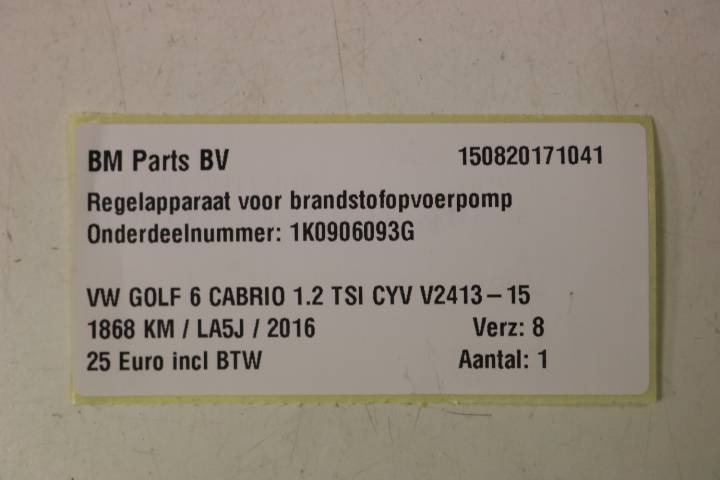 BM Parts BV 150820171041
Regelapparaat voor brandstofopvoerpomp
Onderdeelnummer: 1K0906093G
VW GOLF 6 CABRIO 1.2 TSI CYV V2413-15
1868 KM / LA5J / 2016 Verz: 8
25 Euro incl BTW Aantal: 1